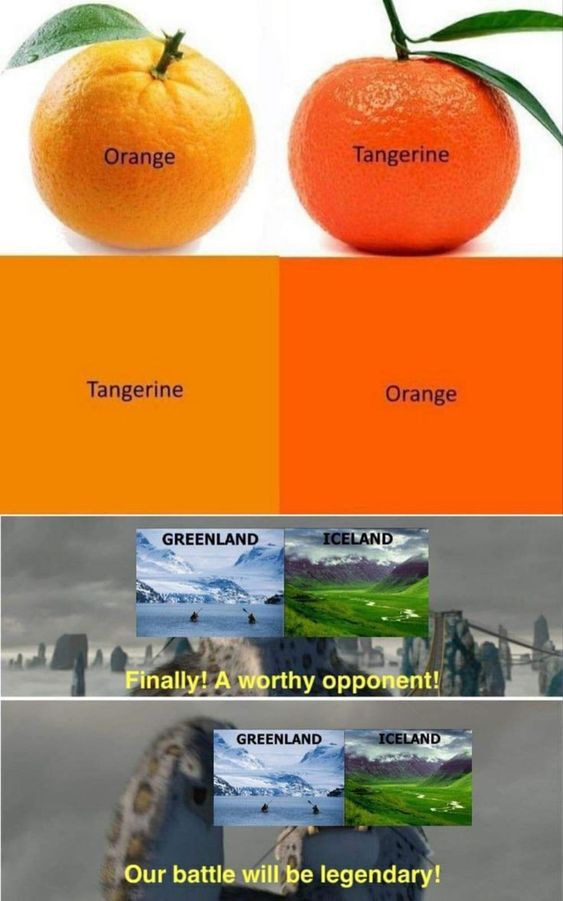 Orange
Tangerine
Tangerine
Orange
GREENLAND
ICELAND
Finally! A worthy opponent!
GREENLAND
ICELAND
Our battle will be legendary!